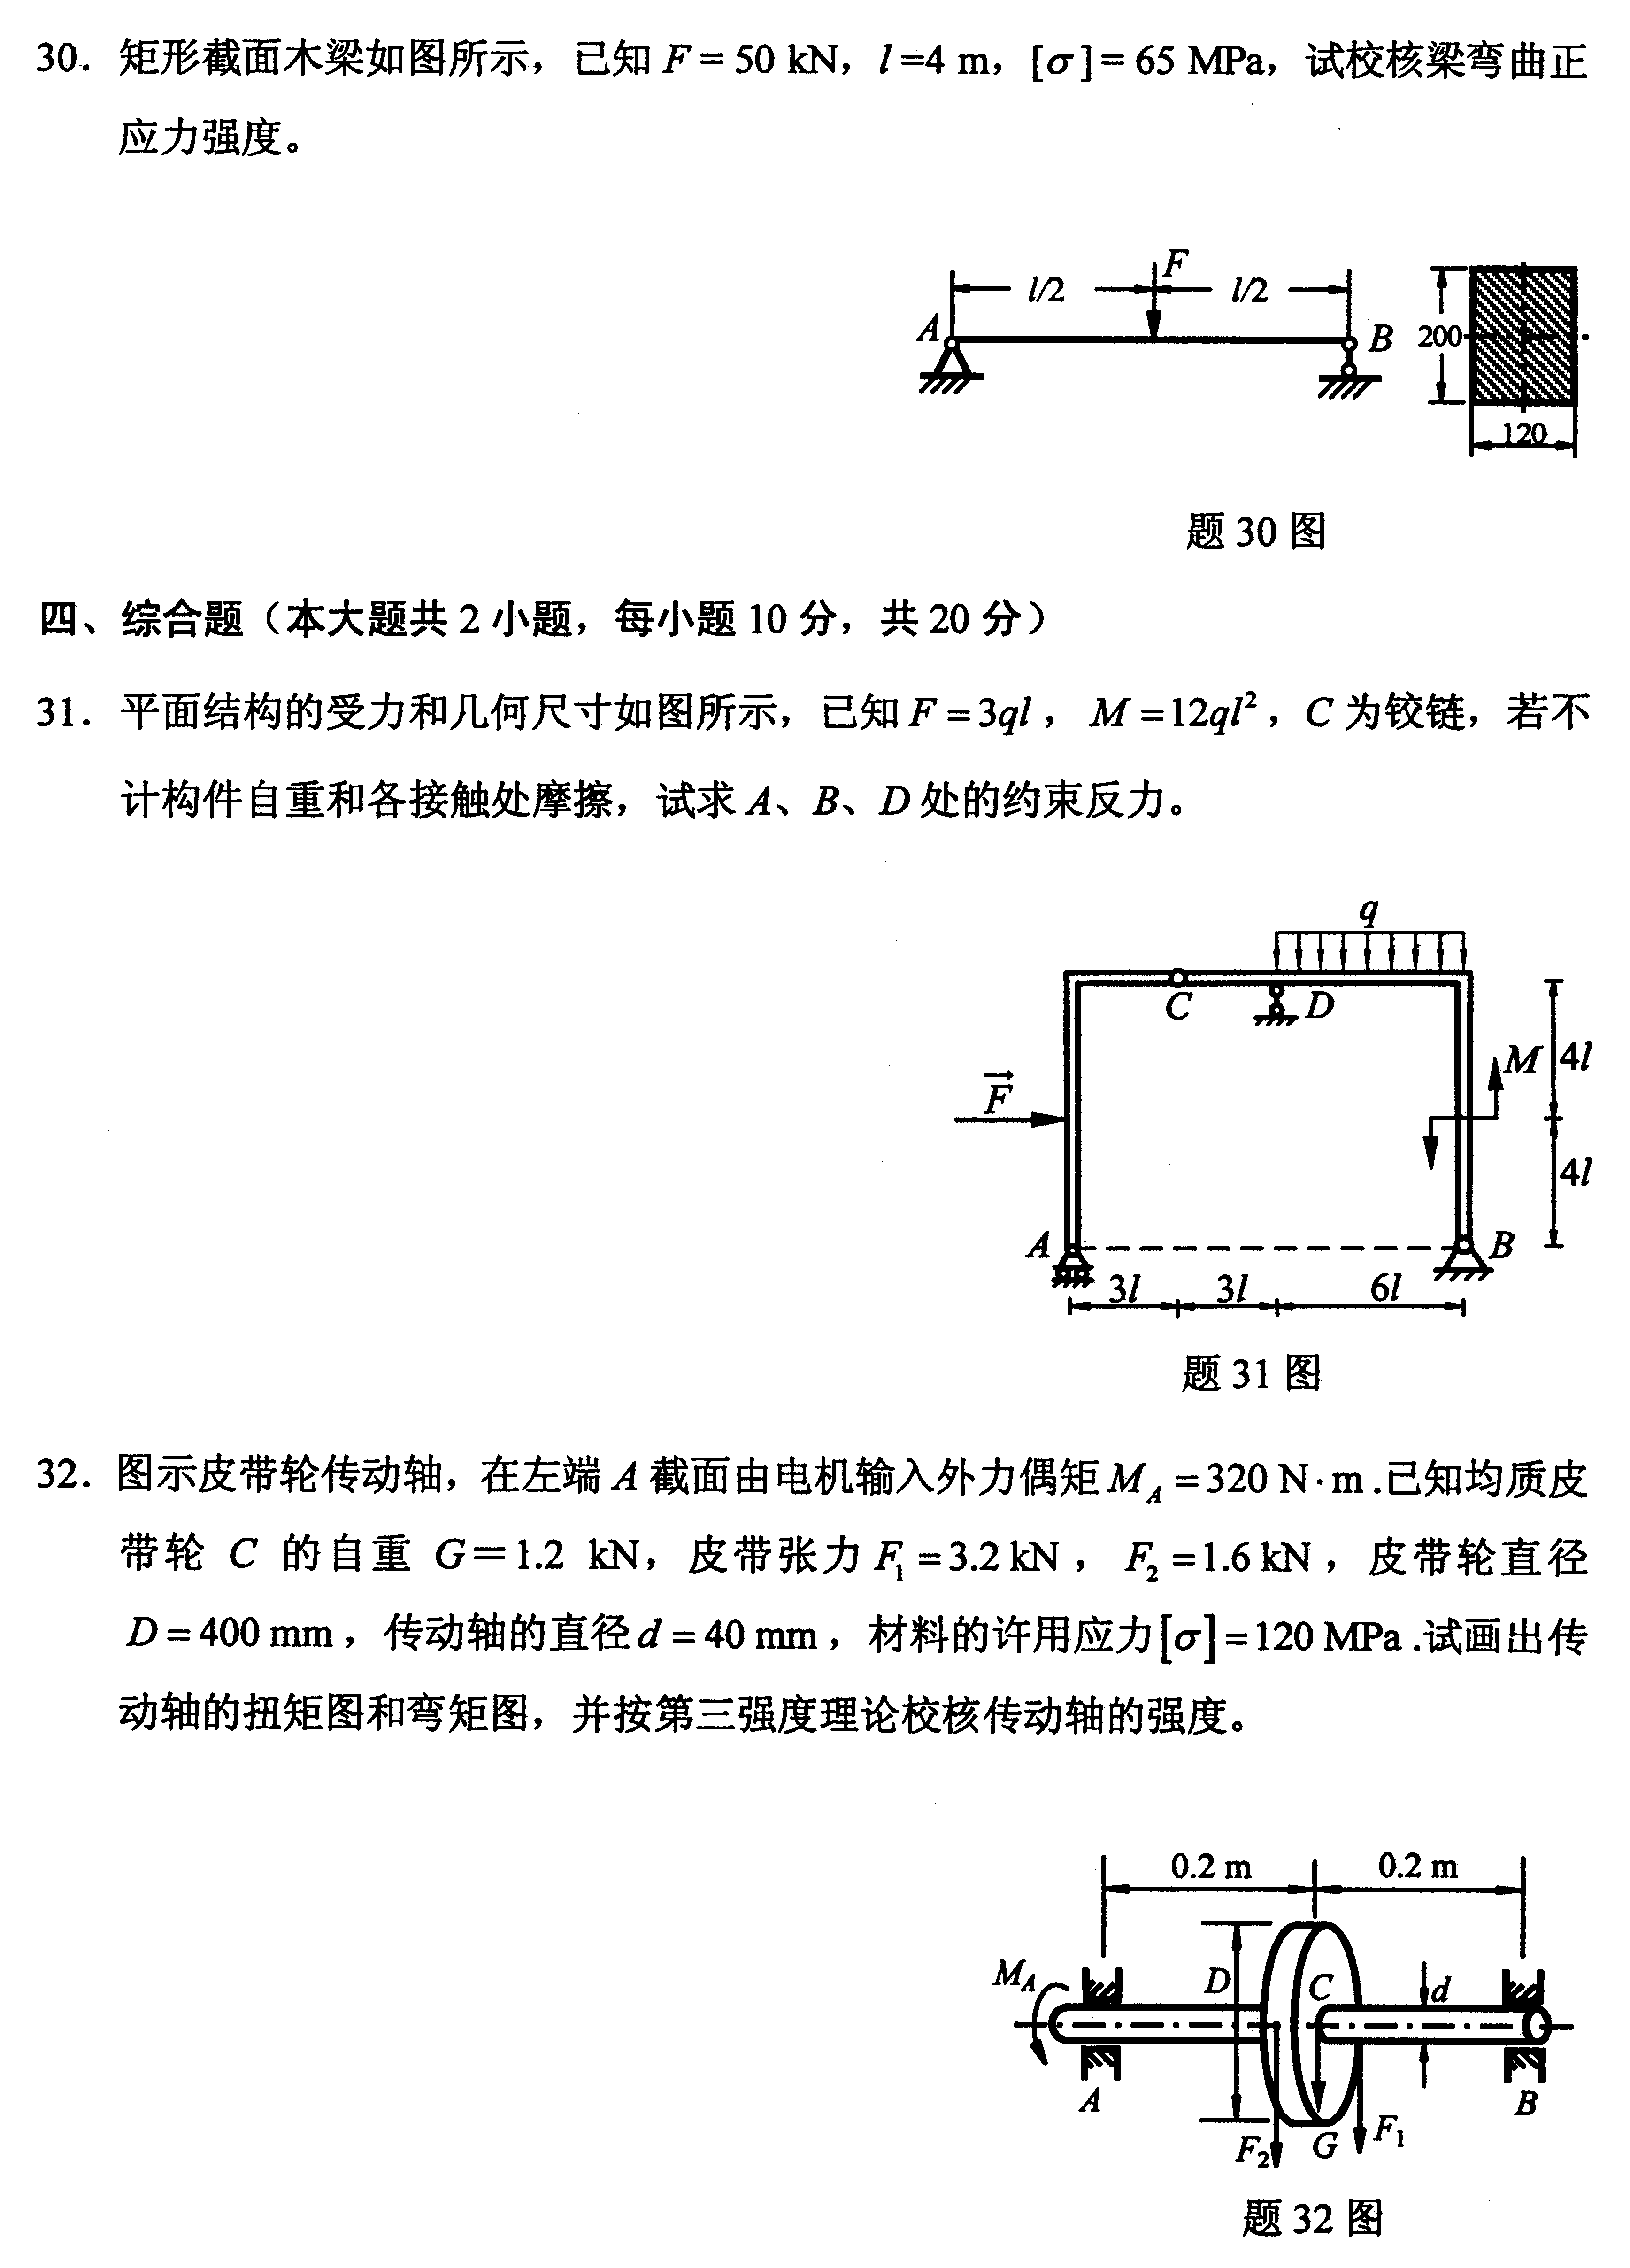 30. 矩形截面木梁如图所示，已知 F = 50 kN，l =4 m，[σ]= 65 MPa，试校核梁弯曲正
应力强度。
F
l/2 l/2
A B 200
120
题 30 图
四、综合题（本大题共 2 小题，每小题 10 分，共 20 分）
31. 平面结构的受力和几何尺寸如图所示，已知 F = 3ql， M =12ql²，C 为铰链，若不
计构件自重和各接触处摩擦，试求 A、B、D 处的约束反力。
q
C D
M 4l
F
4l
A B
3l 3l 6l
题 31 图
32. 图示皮带轮传动轴，在左端 A 截面由电机输入外力偶矩 M_A = 320 N·m .已知均质皮
带轮 C 的自重 G＝1.2 kN，皮带张力 F₁ = 3.2 kN， F₂ = 1.6 kN，皮带轮直径
D = 400 mm，传动轴的直径 d = 40 mm，材料的许用应力[σ]=120 MPa .试画出传
动轴的扭矩图和弯矩图，并按第三强度理论校核传动轴的强度。
0.2 m 0.2 m
M_A D C d
A B
F₂ G F₁
题 32 图